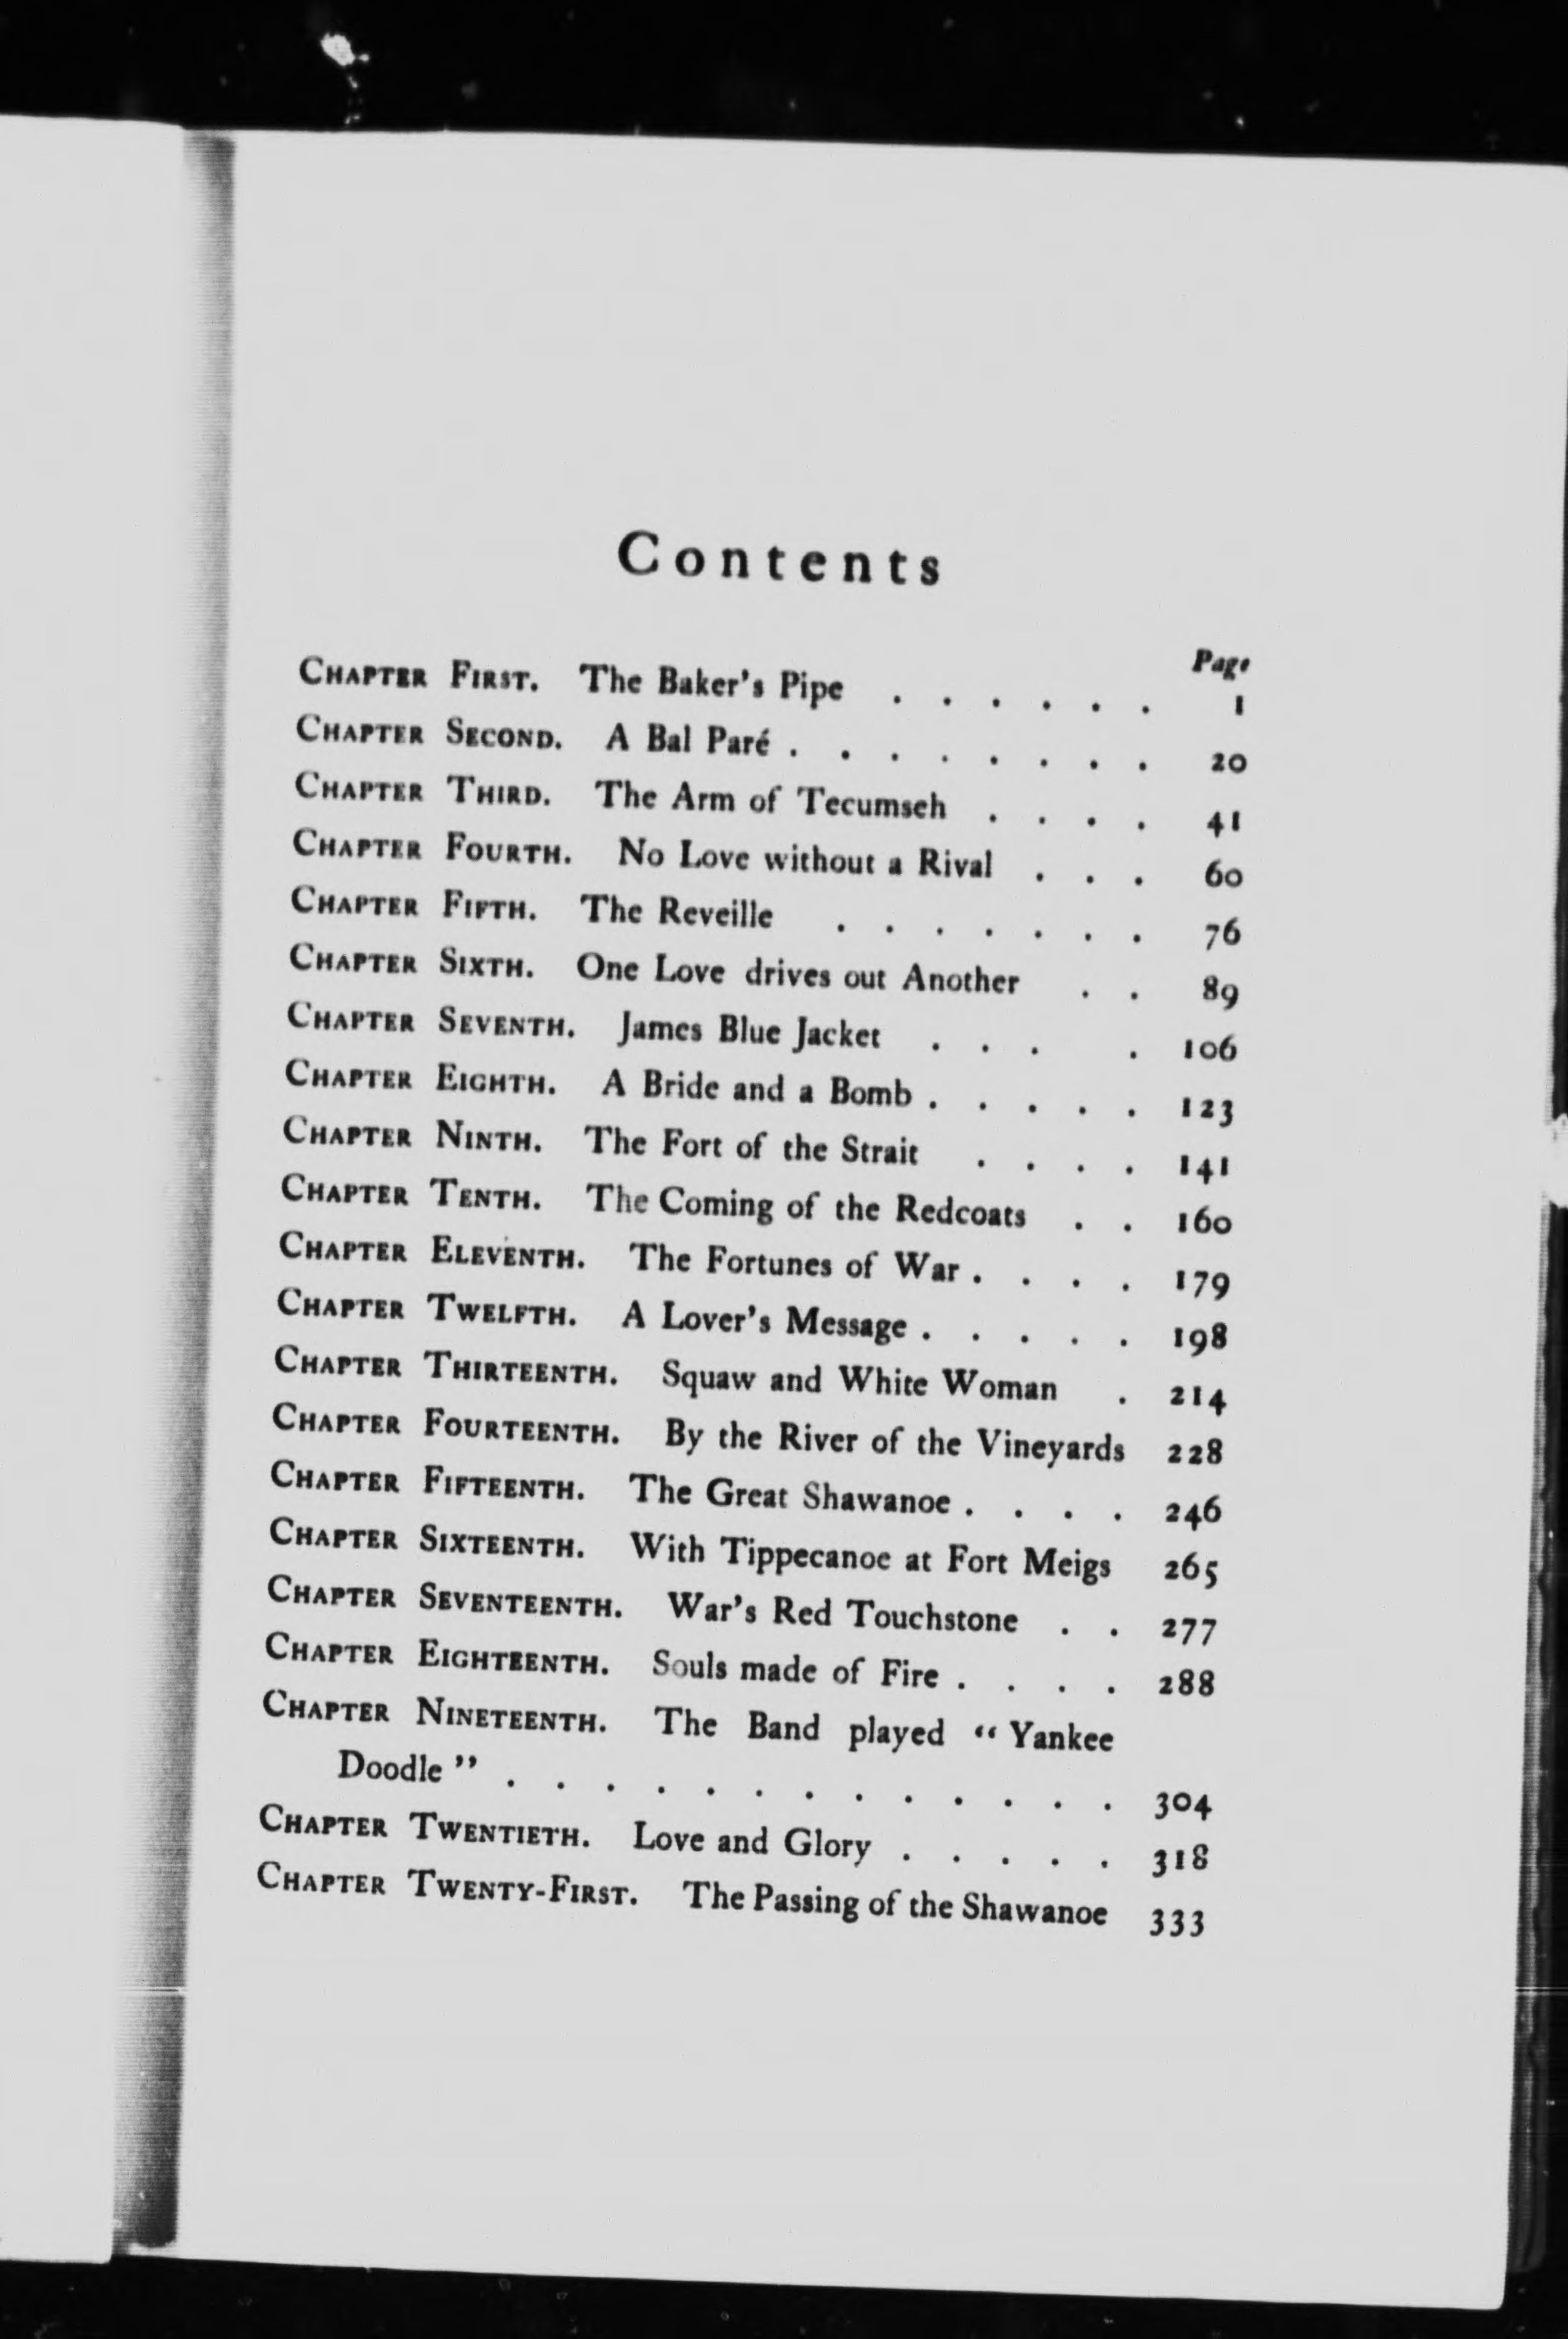 Contents
Page
CHAPTER FIRST. The Baker's Pipe . . . . . . 1
CHAPTER SECOND. A Bal Paré . . . . . . . . 20
CHAPTER THIRD. The Arm of Tecumseh . . . . 41
CHAPTER FOURTH. No Love without a Rival . . . 60
CHAPTER FIFTH. The Reveille . . . . . . . 76
CHAPTER SIXTH. One Love drives out Another . . 89
CHAPTER SEVENTH. James Blue Jacket . . . . 106
CHAPTER EIGHTH. A Bride and a Bomb . . . . . 123
CHAPTER NINTH. The Fort of the Strait . . . . 141
CHAPTER TENTH. The Coming of the Redcoats . . 160
CHAPTER ELEVENTH. The Fortunes of War . . . . 179
CHAPTER TWELFTH. A Lover's Message . . . . . 198
CHAPTER THIRTEENTH. Squaw and White Woman . 214
CHAPTER FOURTEENTH. By the River of the Vineyards 228
CHAPTER FIFTEENTH. The Great Shawanoe . . . . 246
CHAPTER SIXTEENTH. With Tippecanoe at Fort Meigs 265
CHAPTER SEVENTEENTH. War's Red Touchstone . . 277
CHAPTER EIGHTEENTH. Souls made of Fire . . . . 288
CHAPTER NINETEENTH. The Band played “Yankee
Doodle” . . . . . . . . . . . . . 304
CHAPTER TWENTIETH. Love and Glory . . . . . 318
CHAPTER TWENTY-FIRST. The Passing of the Shawanoe 333